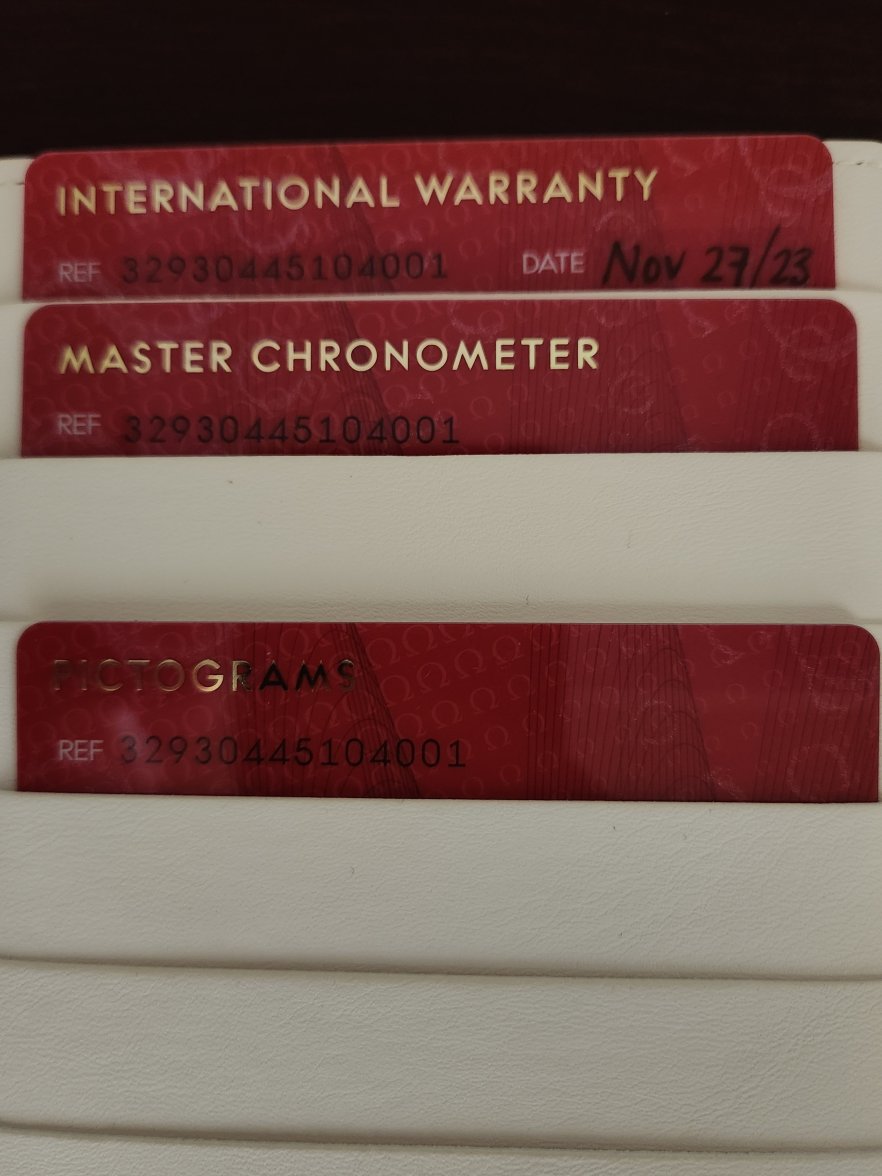 INTERNATIONAL WARRANTY
REF 32930445104001 DATE Nov 27/23
MASTER CHRONOMETER
REF 32930445104001
PICTOGRAMS
REF 32930445104001